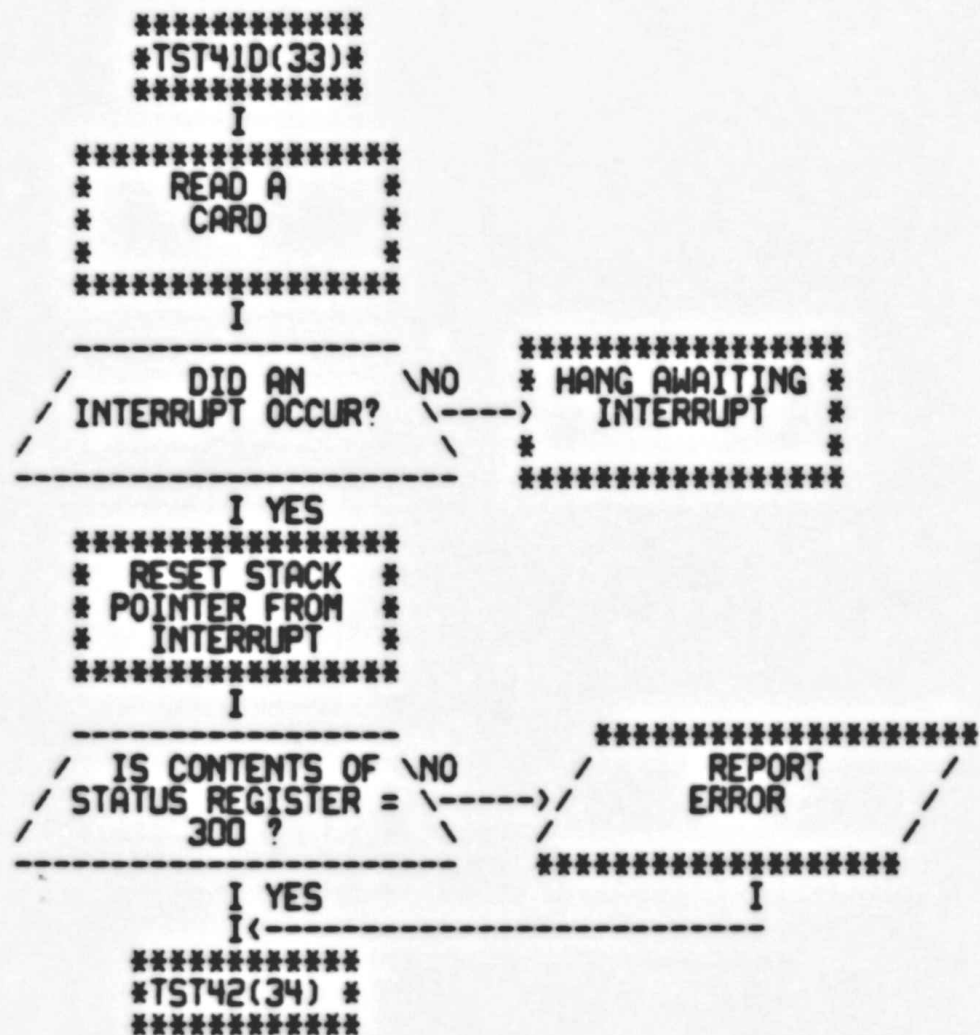 ************
*TST41D(33)*
************
I
*****************
* READ A *
* CARD *
* *
*****************
I
-----------------
/ DID AN \NO
/ INTERRUPT OCCUR? \----->
/ \
-----------------------
*****************
* HANG AWAITING *
INTERRUPT *
* *
*****************
I YES
*****************
* RESET STACK *
* POINTER FROM *
* INTERRUPT *
*****************
I
-----------------
/ IS CONTENTS OF \NO
/ STATUS REGISTER = \----->
/ 300 ? \
-----------------------
********************
/ REPORT /
/ ERROR /
/ /
*******************
I YES I
I<--------------------------
************
*TST42(34) *
************